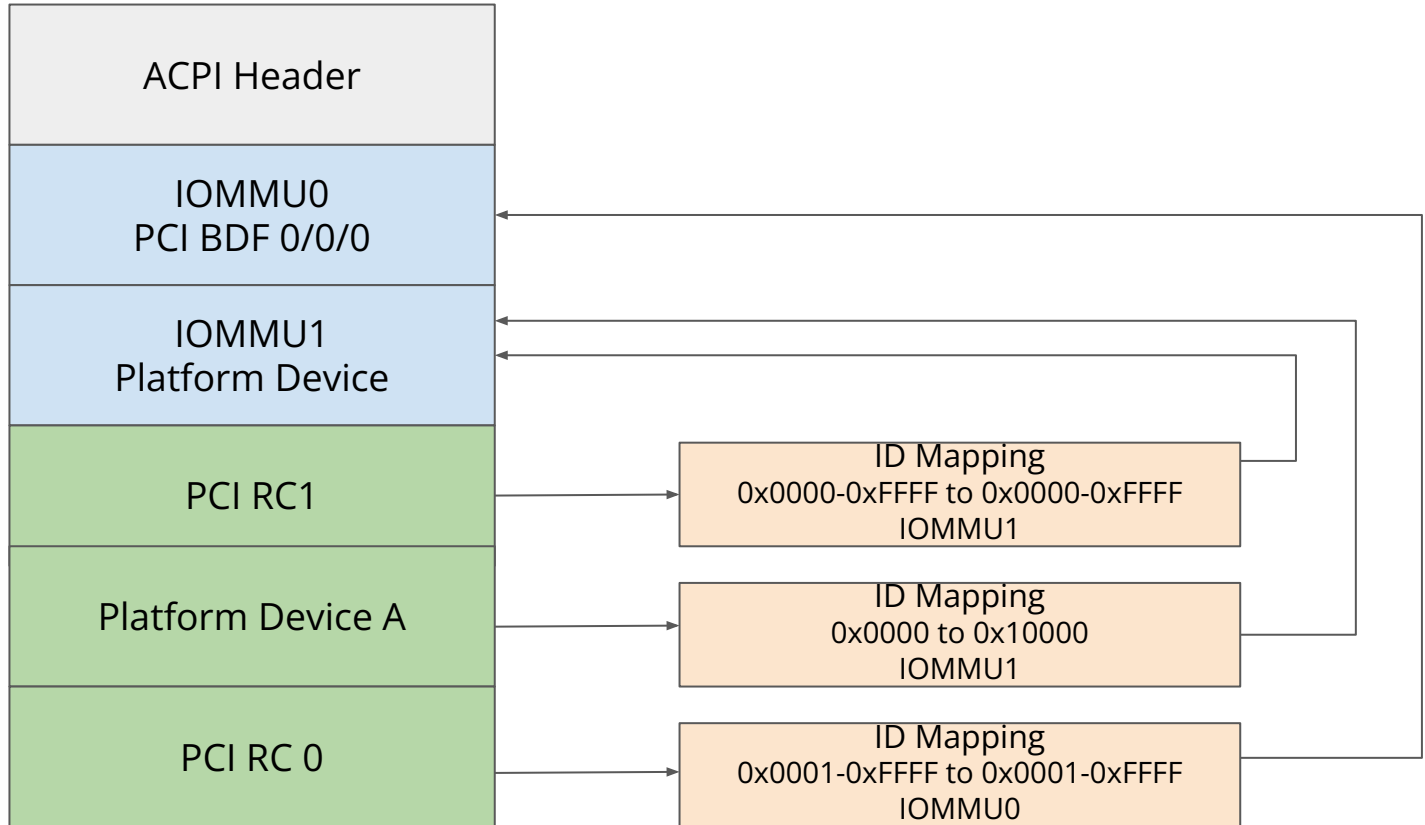 ACPI Header
IOMMU0
PCI BDF 0/0/0
IOMMU1
Platform Device
PCI RC1
ID Mapping
0x0000-0xFFFF to 0x0000-0xFFFF
IOMMU1
Platform Device A
ID Mapping
0x0000 to 0x10000
IOMMU1
PCI RC 0
ID Mapping
0x0001-0xFFFF to 0x0001-0xFFFF
IOMMU0